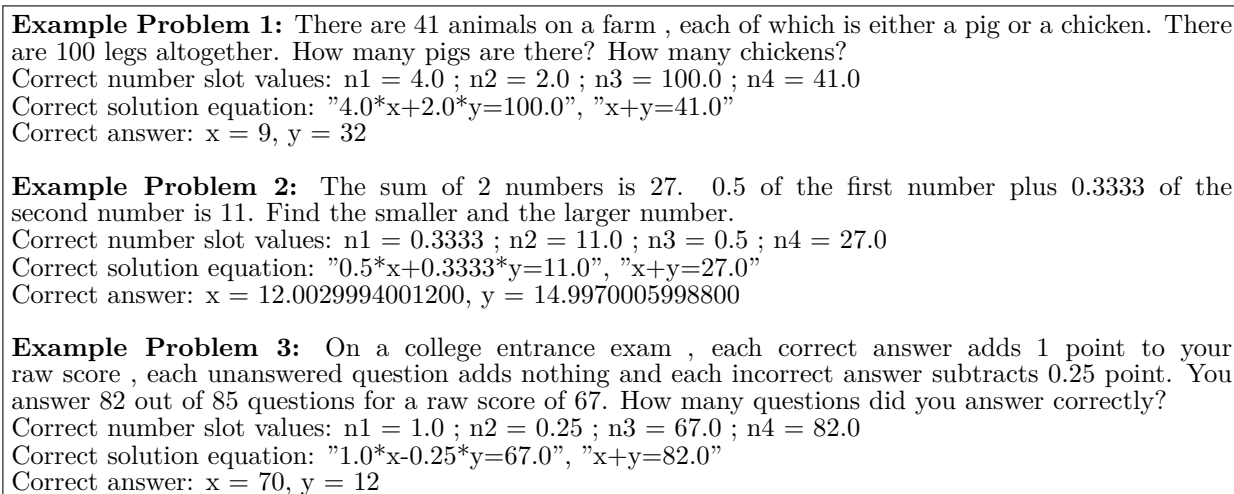 Example Problem 1: There are 41 animals on a farm , each of which is either a pig or a chicken. There
are 100 legs altogether. How many pigs are there? How many chickens?
Correct number slot values: n1 = 4.0 ; n2 = 2.0 ; n3 = 100.0 ; n4 = 41.0
Correct solution equation: ”4.0*x+2.0*y=100.0”, ”x+y=41.0”
Correct answer: x = 9, y = 32
Example Problem 2: The sum of 2 numbers is 27. 0.5 of the first number plus 0.3333 of the
second number is 11. Find the smaller and the larger number.
Correct number slot values: n1 = 0.3333 ; n2 = 11.0 ; n3 = 0.5 ; n4 = 27.0
Correct solution equation: ”0.5*x+0.3333*y=11.0”, ”x+y=27.0”
Correct answer: x = 12.0029994001200, y = 14.9970005998800
Example Problem 3: On a college entrance exam , each correct answer adds 1 point to your
raw score , each unanswered question adds nothing and each incorrect answer subtracts 0.25 point. You
answer 82 out of 85 questions for a raw score of 67. How many questions did you answer correctly?
Correct number slot values: n1 = 1.0 ; n2 = 0.25 ; n3 = 67.0 ; n4 = 82.0
Correct solution equation: ”1.0*x-0.25*y=67.0”, ”x+y=82.0”
Correct answer: x = 70, y = 12